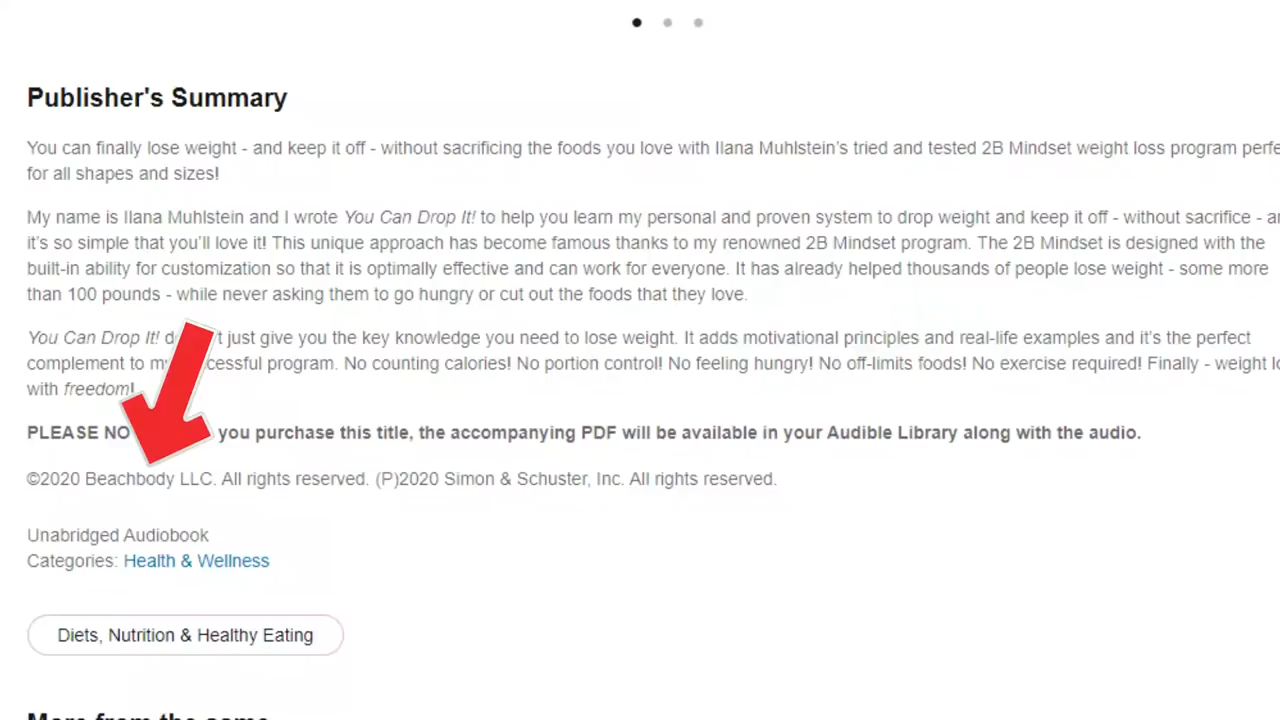 Publisher's Summary
You can finally lose weight - and keep it off - without sacrificing the foods you love with Ilana Muhlstein's tried and tested 2B Mindset weight loss program
for all shapes and sizes!
My name is Ilana Muhlstein and I wrote You Can Drop It! to help you learn my personal and proven system to drop weight and keep it off - without sacrifice -
it's so simple that you'll love it! This unique approach has become famous thanks to my renowned 2B Mindset program. The 2B Mindset is designed with the
built-in ability for customization so that it is optimally effective and can work for everyone. It has already helped thousands of people lose weight - some more
than 100 pounds - while never asking them to go hungry or cut out the foods that they love.
You Can Drop It! just give you the key knowledge you need to lose weight. It adds motivational principles and real-life examples and it's the perfect
complement to program. No counting calories! No portion control! No feeling hungry! No off-limits foods! No exercise required! Finally - weight
with freedom!
PLEASE you purchase this title, the accompanying PDF will be available in your Audible Library along with the audio.
©2020 Beachbody LLC. All rights reserved. (P)2020 Simon & Schuster, Inc. All rights reserved.
Unabridged Audiobook
Categories: Health & Wellness
Diets, Nutrition & Healthy Eating
More from the same